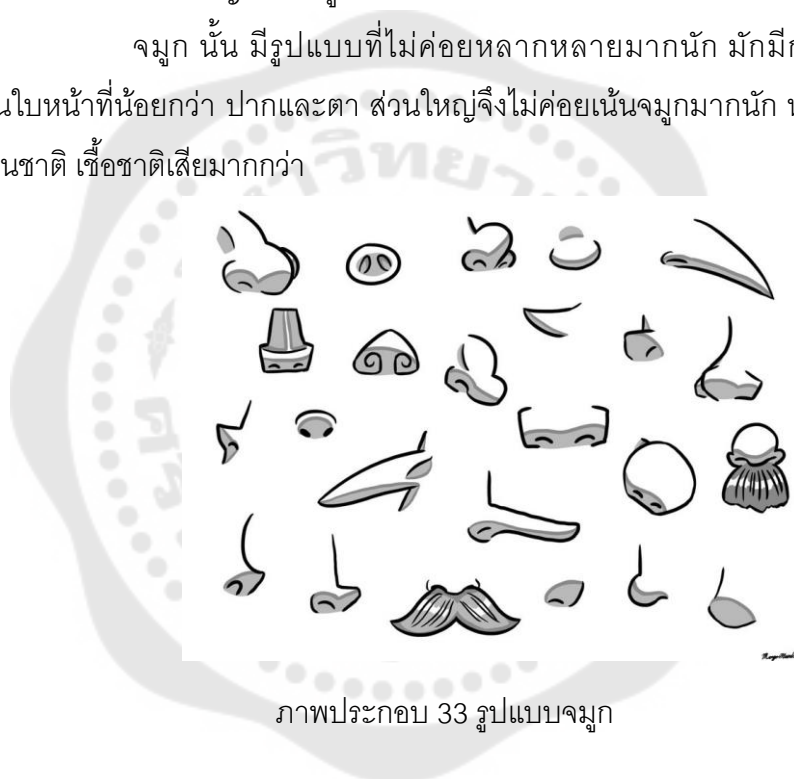 จมูก นั้น มีรูปแบบที่ไม่ค่อยหลากหลายมากนัก มักมี
นใบหน้าที่น้อยกว่า ปากและตา ส่วนใหญ่จึงไม่ค่อยเน้นจมูกมากนัก
นชาติ เชื้อชาติเสียมากกว่า
ภาพประกอบ 33 รูปแบบจมูก